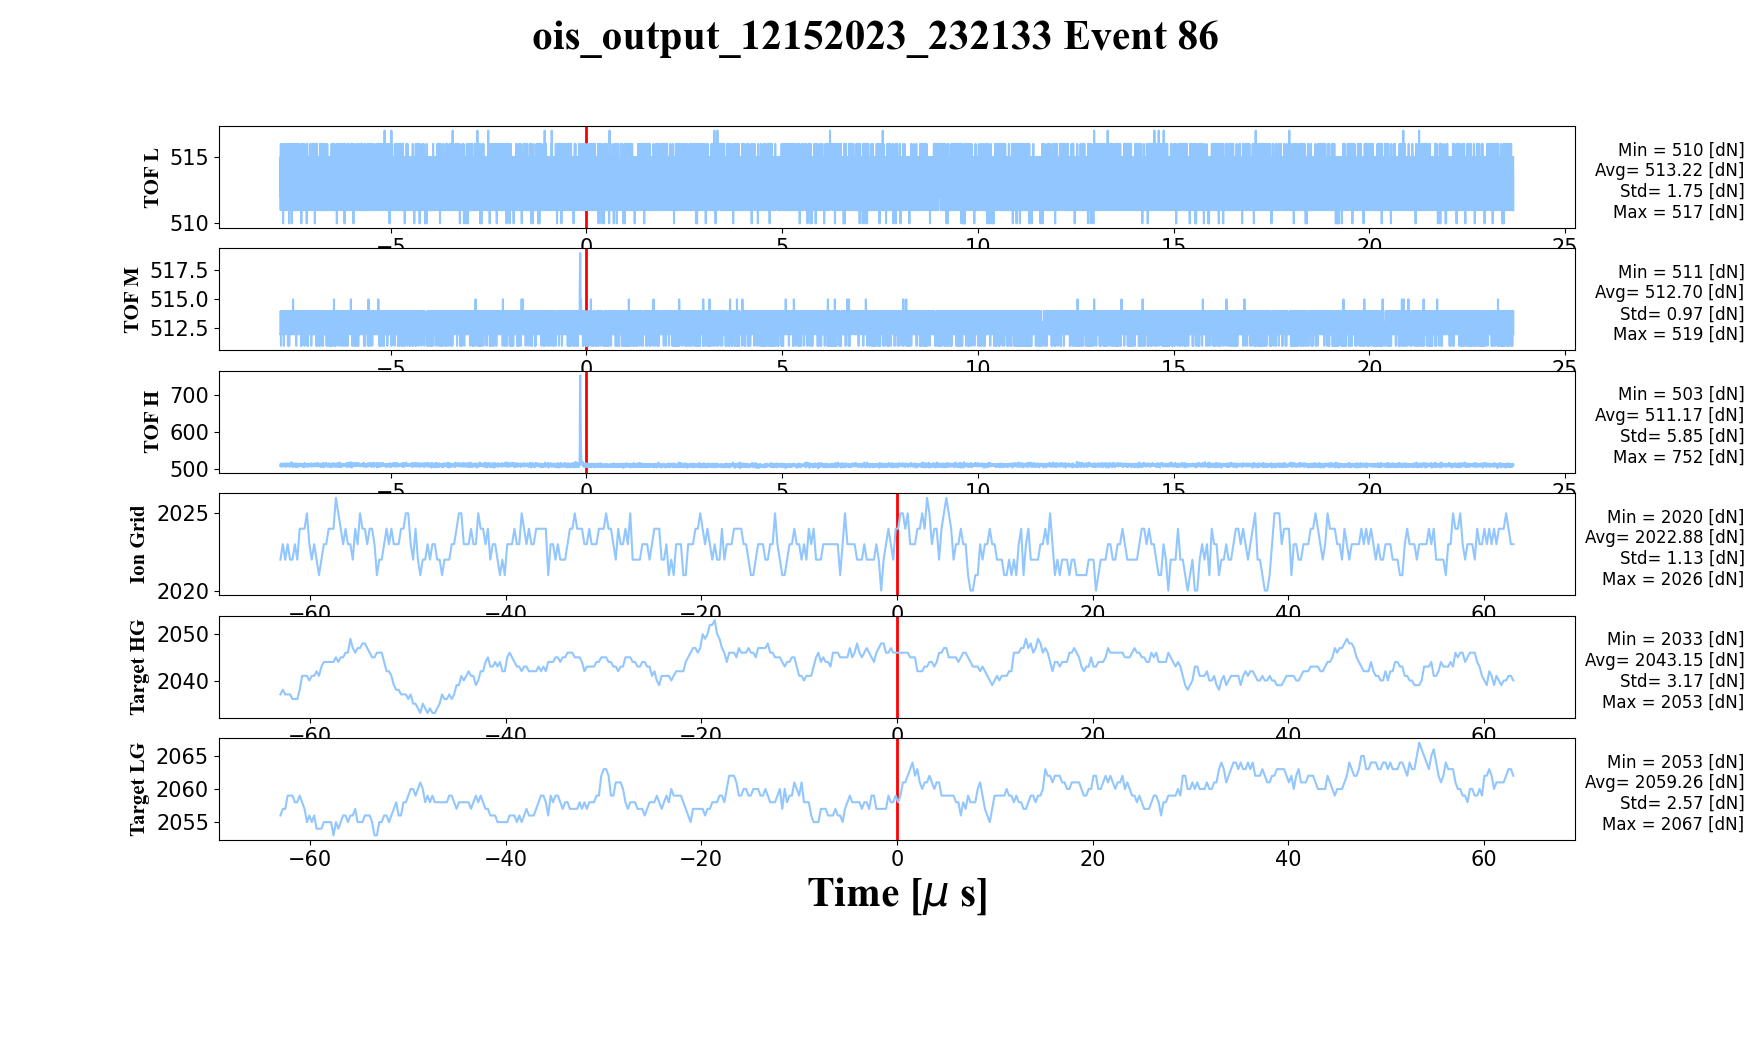 ois_output_12152023_232133 Event 86
TOF L
515
510
−5 0 5 10 15 20 25
Min = 510 [dN]
Avg= 513.22 [dN]
Std= 1.75 [dN]
Max = 517 [dN]
TOF M
517.5
515.0
512.5
−5 0 5 10 15 20 25
Min = 511 [dN]
Avg= 512.70 [dN]
Std= 0.97 [dN]
Max = 519 [dN]
TOF H
700
600
500
−5 0 5 10 15 20 25
Min = 503 [dN]
Avg= 511.17 [dN]
Std= 5.85 [dN]
Max = 752 [dN]
Ion Grid
2025
2020
−60 −40 −20 0 20 40 60
Min = 2020 [dN]
Avg= 2022.88 [dN]
Std= 1.13 [dN]
Max = 2026 [dN]
Target HG
2050
2040
−60 −40 −20 0 20 40 60
Min = 2033 [dN]
Avg= 2043.15 [dN]
Std= 3.17 [dN]
Max = 2053 [dN]
Target LG
2065
2060
2055
−60 −40 −20 0 20 40 60
Min = 2053 [dN]
Avg= 2059.26 [dN]
Std= 2.57 [dN]
Max = 2067 [dN]
Time [μ s]